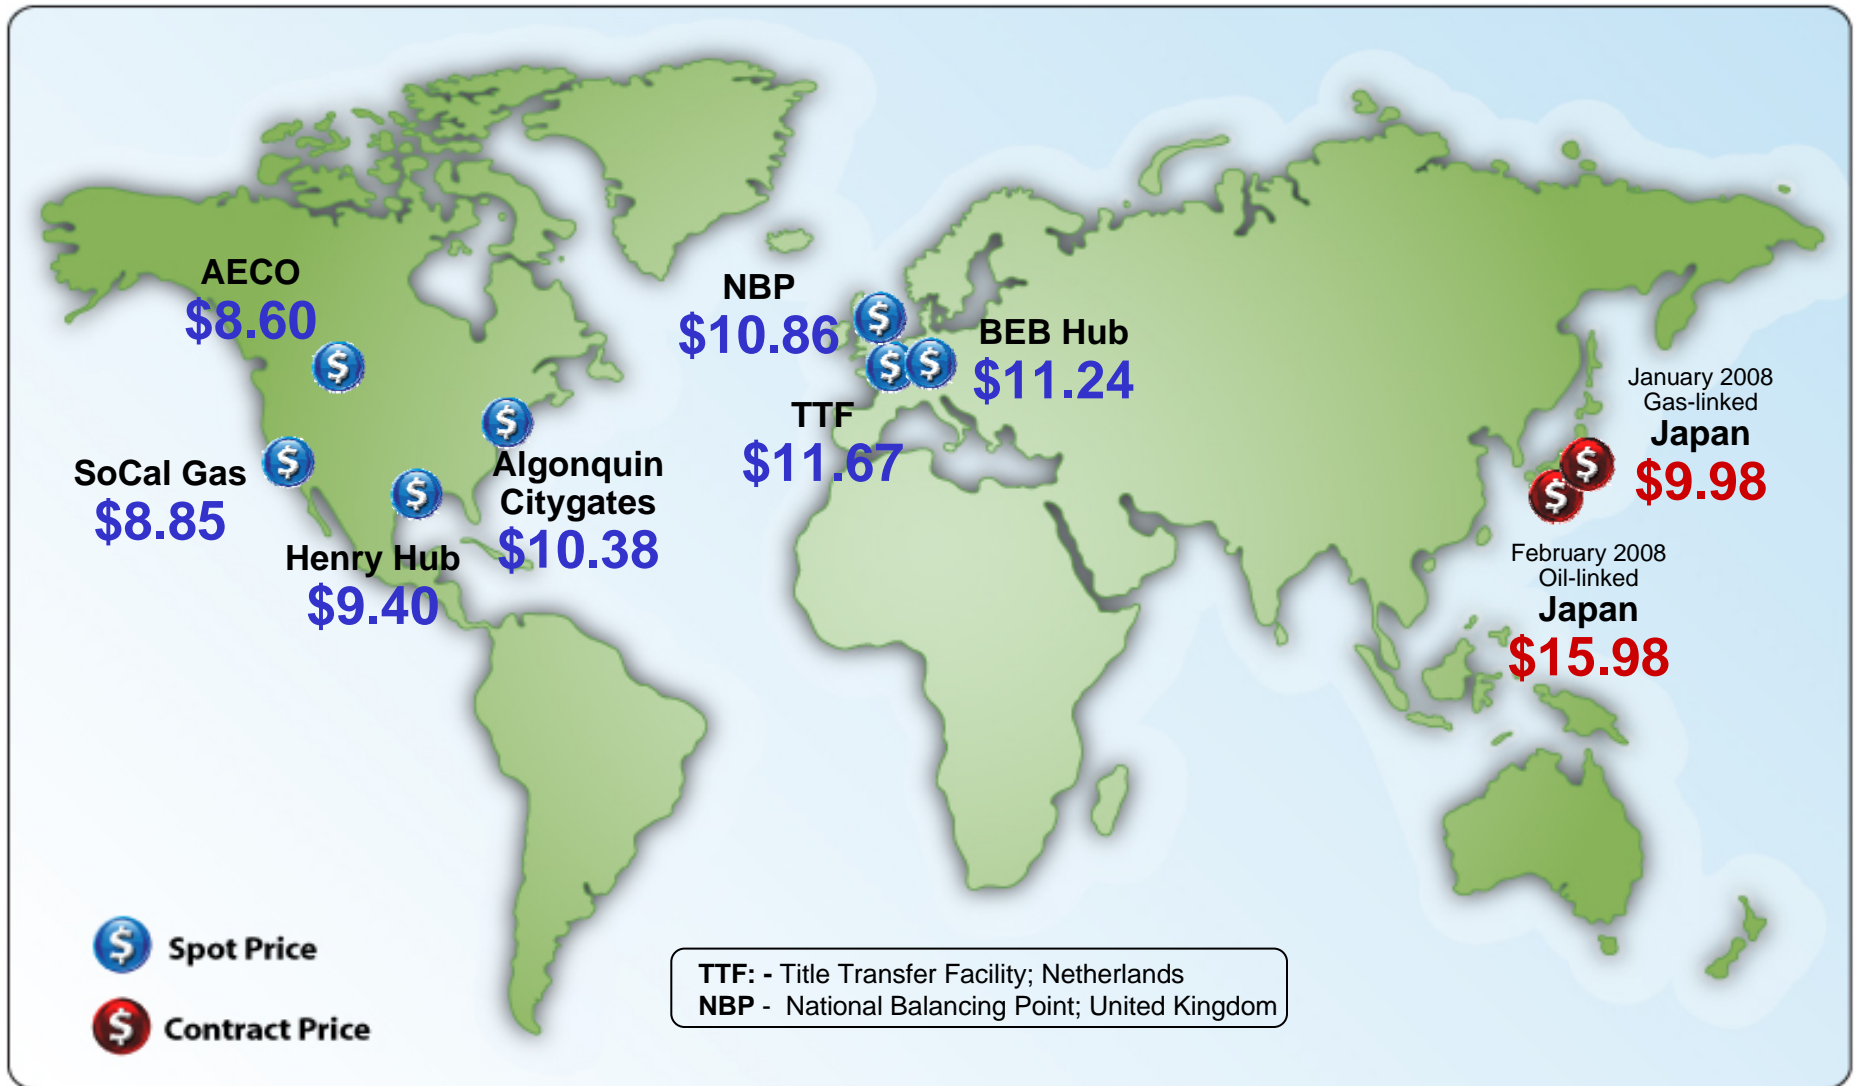 AECO
$8.60
SoCal Gas
$8.85
Henry Hub
$9.40
Algonquin
Citygates
$10.38
NBP
$10.86
BEB Hub
$11.24
TTF
$11.67
January 2008
Gas-linked
Japan
$9.98
February 2008
Oil-linked
Japan
$15.98
$ Spot Price
$ Contract Price
TTF: - Title Transfer Facility; Netherlands
NBP - National Balancing Point; United Kingdom